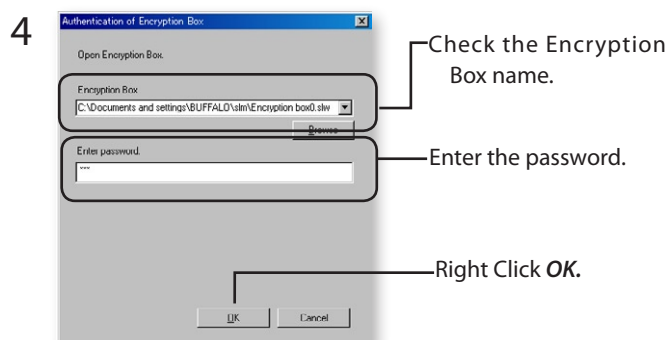 4
Authentication of Encryption Box
Open Encryption Box.
Encryption Box
C:\Documents and settings\BUFFALO\slm\Encryption box0.slw
Browse
Enter password.
***
OK
Cancel
Check the Encryption
Box name.
Enter the password.
Right Click OK.